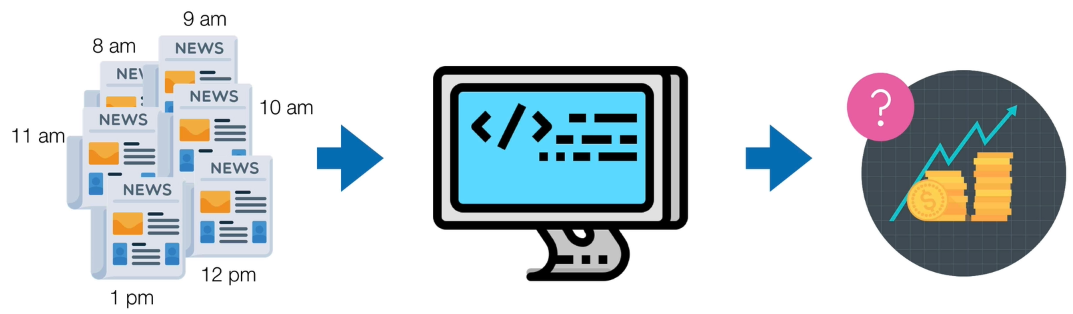 9 am
8 am
NEWS
NEWS
NEWS
10 am
NEWS
11 am
NEWS
NEWS
12 pm
1 pm
</>
?
$